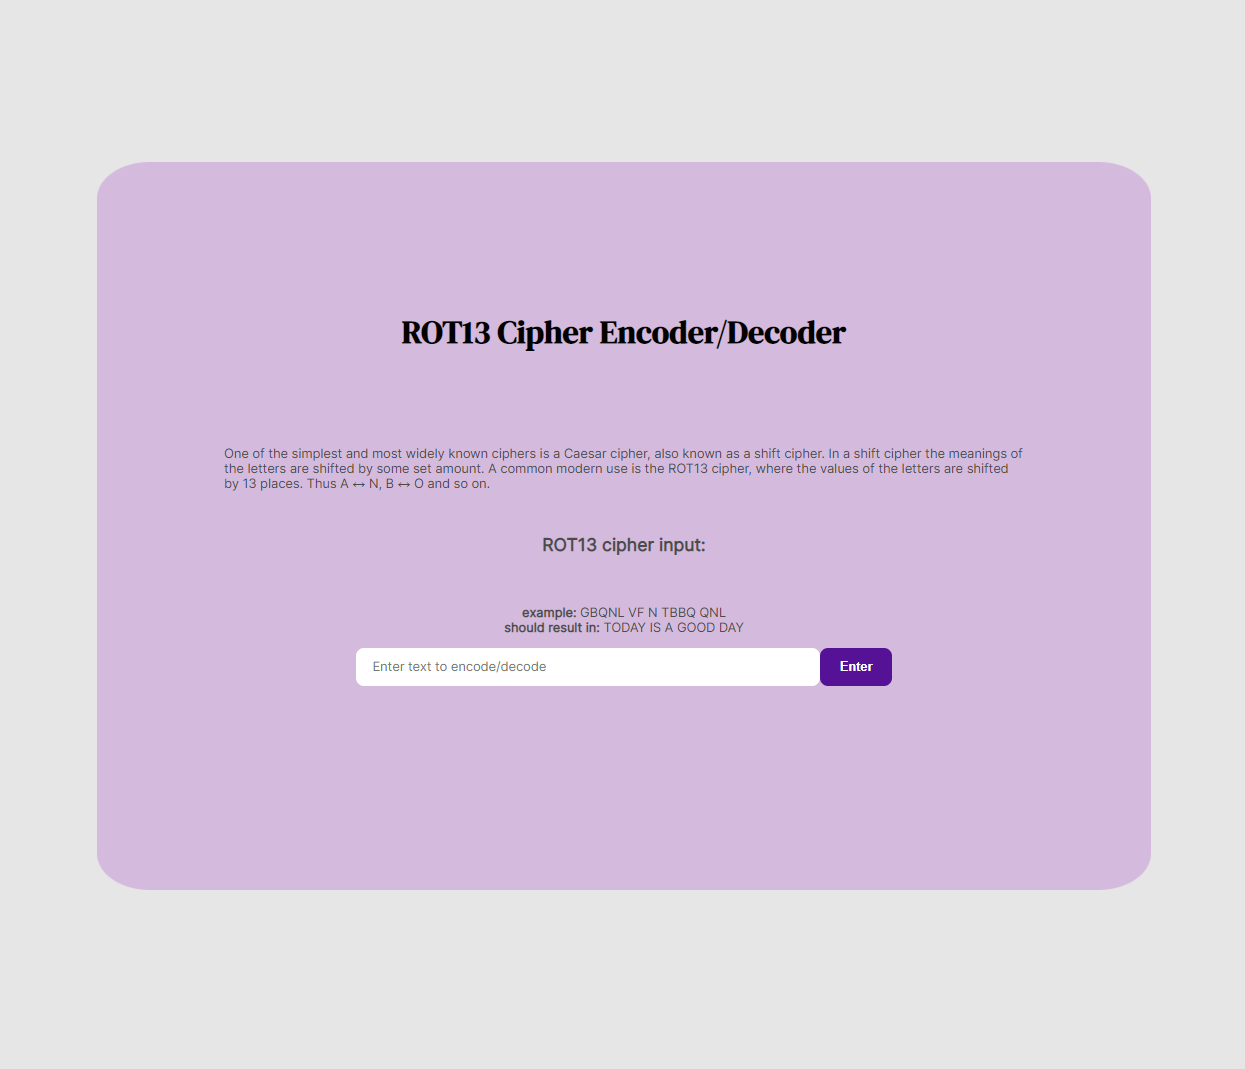 ROT13 Cipher Encoder/Decoder
One of the simplest and most widely known ciphers is a Caesar cipher, also known as a shift cipher. In a shift cipher the meanings of
the letters are shifted by some set amount. A common modern use is the ROT13 cipher, where the values of the letters are shifted
by 13 places. Thus A ↔ N, B ↔ O and so on.
ROT13 cipher input:
example: GBQNL VF N TBBQ QNL
should result in: TODAY IS A GOOD DAY
Enter text to encode/decode Enter